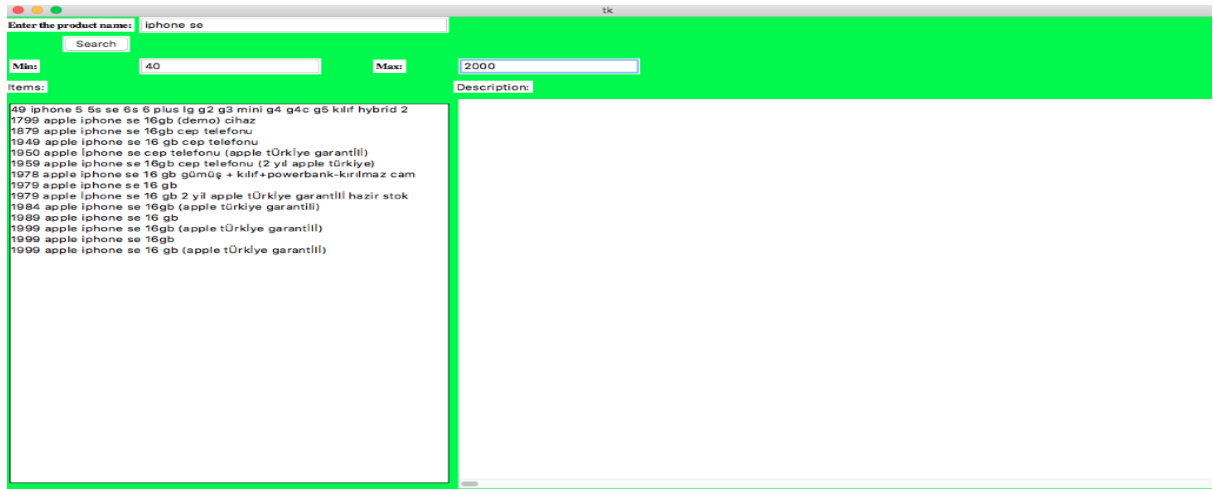 tk
Enter the product name: iphone se
Search
Min: 40 Max: 2000
Items: Description:
49 iphone 5 5s se 6s 6 plus lg g2 g3 mini g4 g4c g5 kılıf hybrid 2
1799 apple iphone se 16gb (demo) cihaz
1879 apple iphone se 16gb cep telefonu
1949 apple iphone se 16 gb cep telefonu
1950 apple İphone se cep telefonu (apple tÜrkİye garantİlİ)
1959 apple iphone se 16gb cep telefonu (2 yıl apple türkiye)
1978 apple iphone se 16 gb gümüş + kılıf+powerbank-kırılmaz cam
1979 apple iphone se 16 gb
1979 apple İphone se 16 gb 2 yil apple tÜrkİye garantİlİ hazir stok
1984 apple iphone se 16gb (apple türkiye garantili)
1989 apple iphone se 16 gb
1999 apple iphone se 16gb (apple tÜrkİye garantİlİ)
1999 apple iphone se 16gb
1999 apple iphone se 16 gb (apple tÜrkİye garantİlİ)